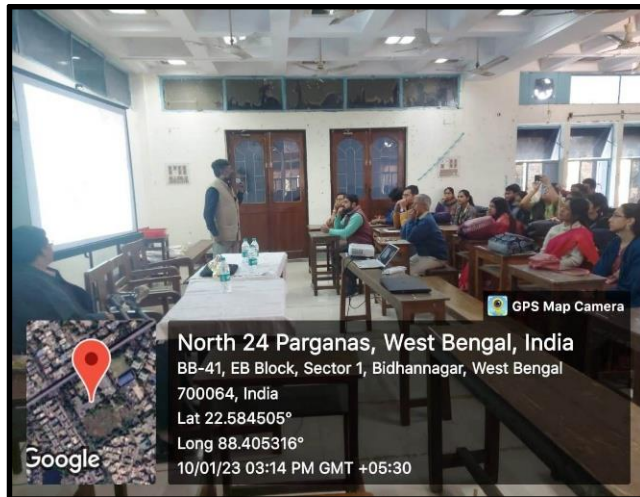 GPS Map Camera
North 24 Parganas, West Bengal, India
BB-41, EB Block, Sector 1, Bidhannagar, West Bengal
700064, India
Lat 22.584505°
Long 88.405316°
10/01/23 03:14 PM GMT +05:30
Google